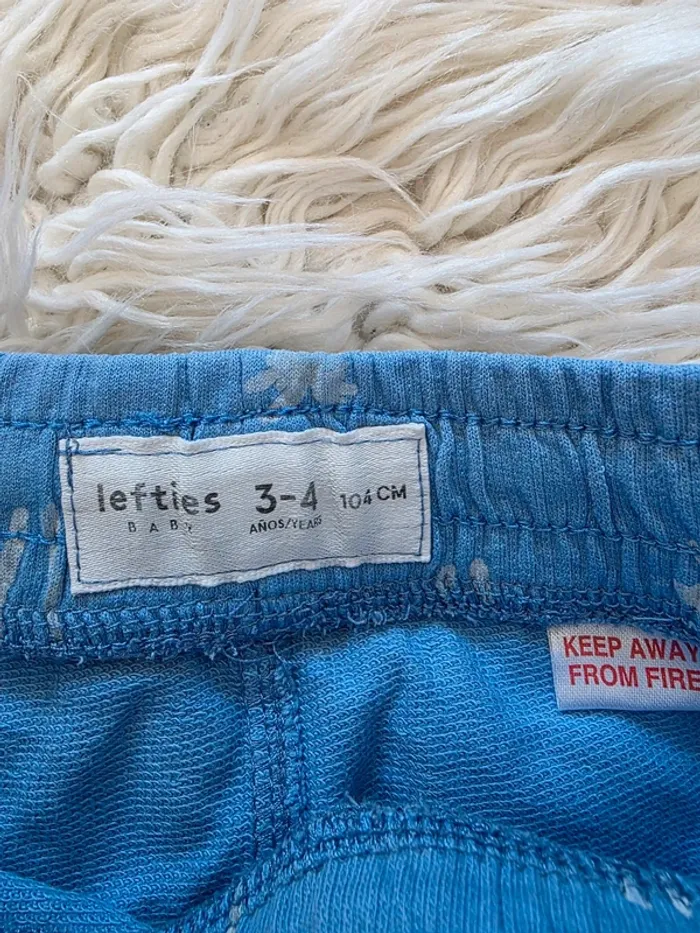 lefties 3-4 104 CM
BABY AÑOS/YEARS
KEEP AWAY
FROM FIRE